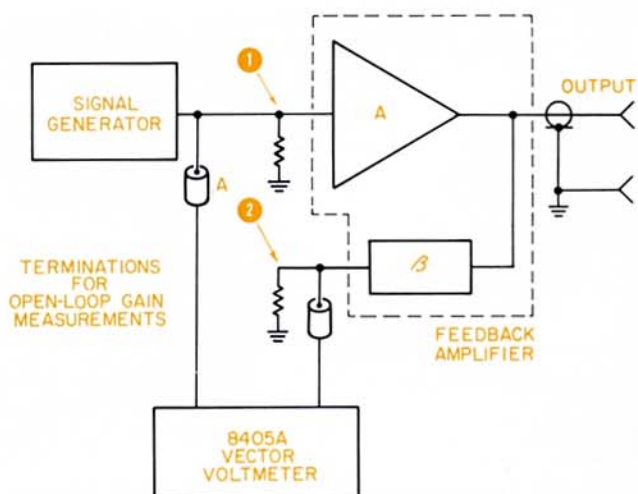 1
SIGNAL
GENERATOR
A
OUTPUT
A
2
β
TERMINATIONS
FOR
OPEN-LOOP GAIN
MEASUREMENTS
FEEDBACK
AMPLIFIER
8405A
VECTOR
VOLTMETER